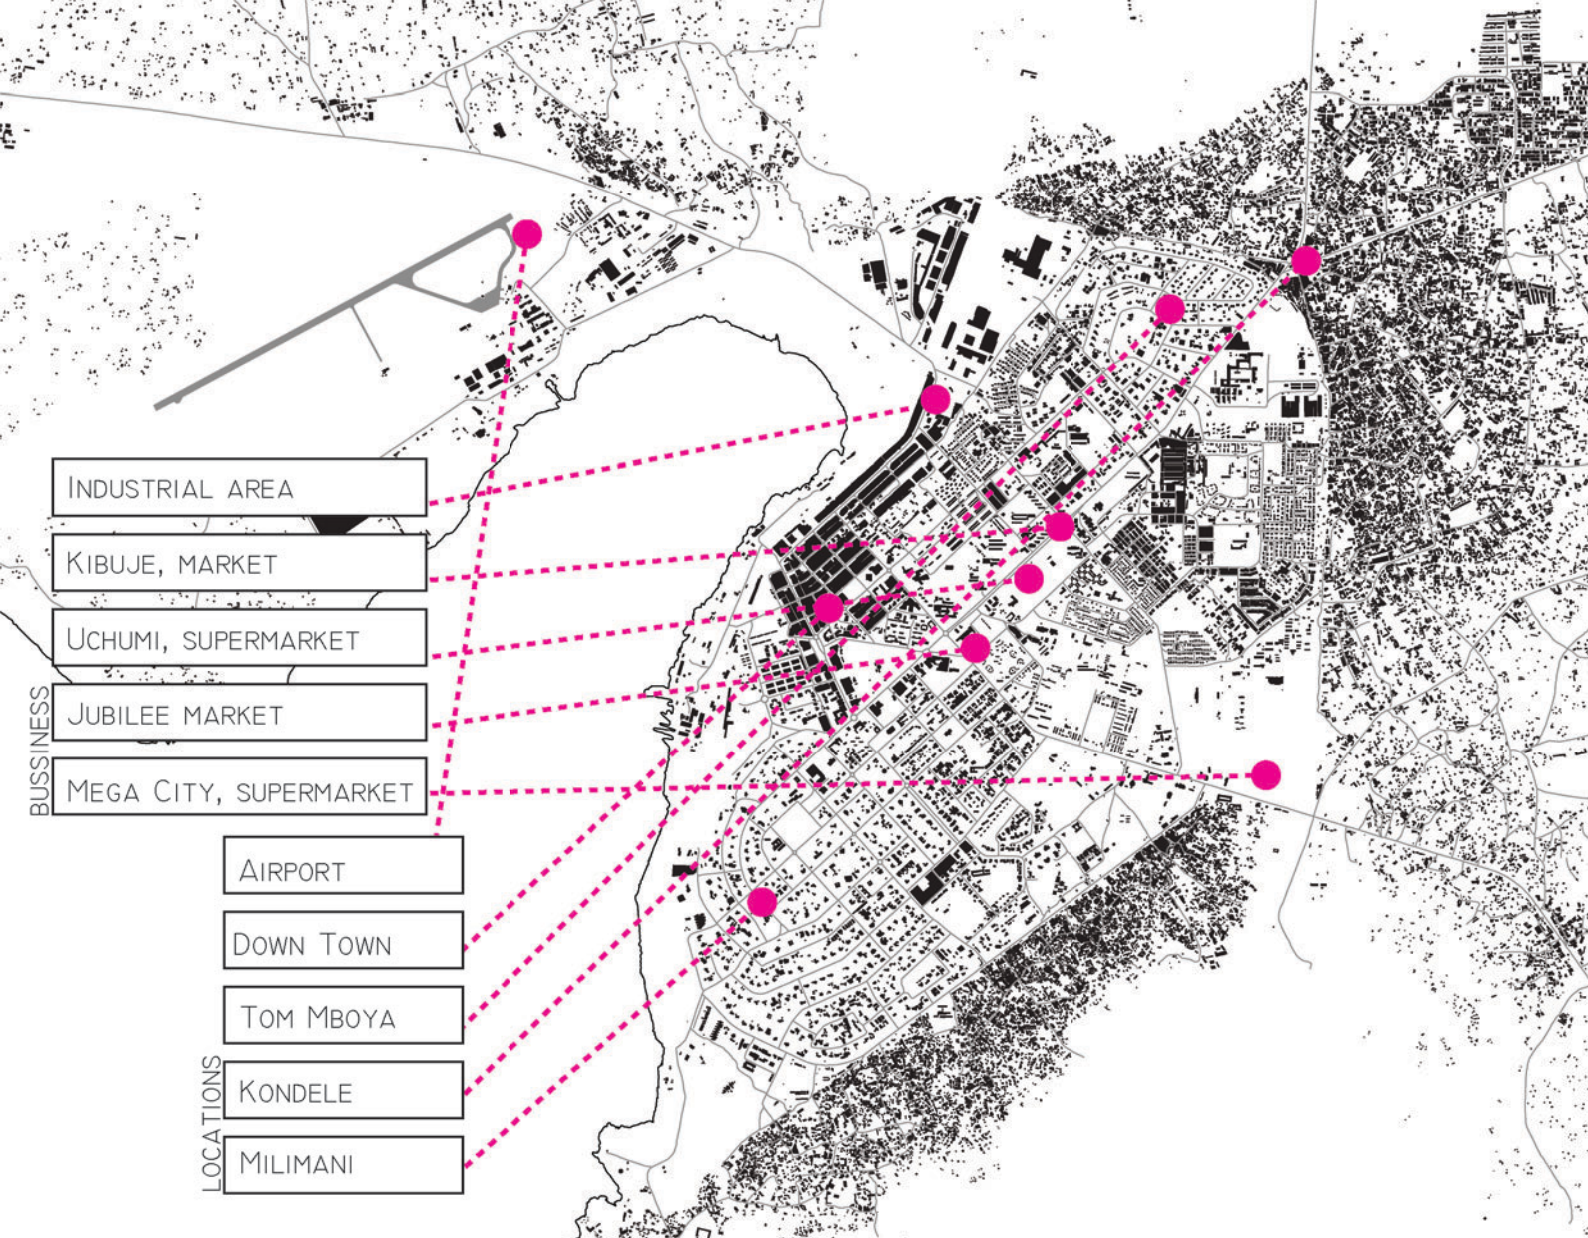 BUSSINESS
INDUSTRIAL AREA
KIBUJE, MARKET
UCHUMI, SUPERMARKET
JUBILEE MARKET
MEGA CITY, SUPERMARKET
LOCATIONS
AIRPORT
DOWN TOWN
TOM MBOYA
KONDELE
MILIMANI